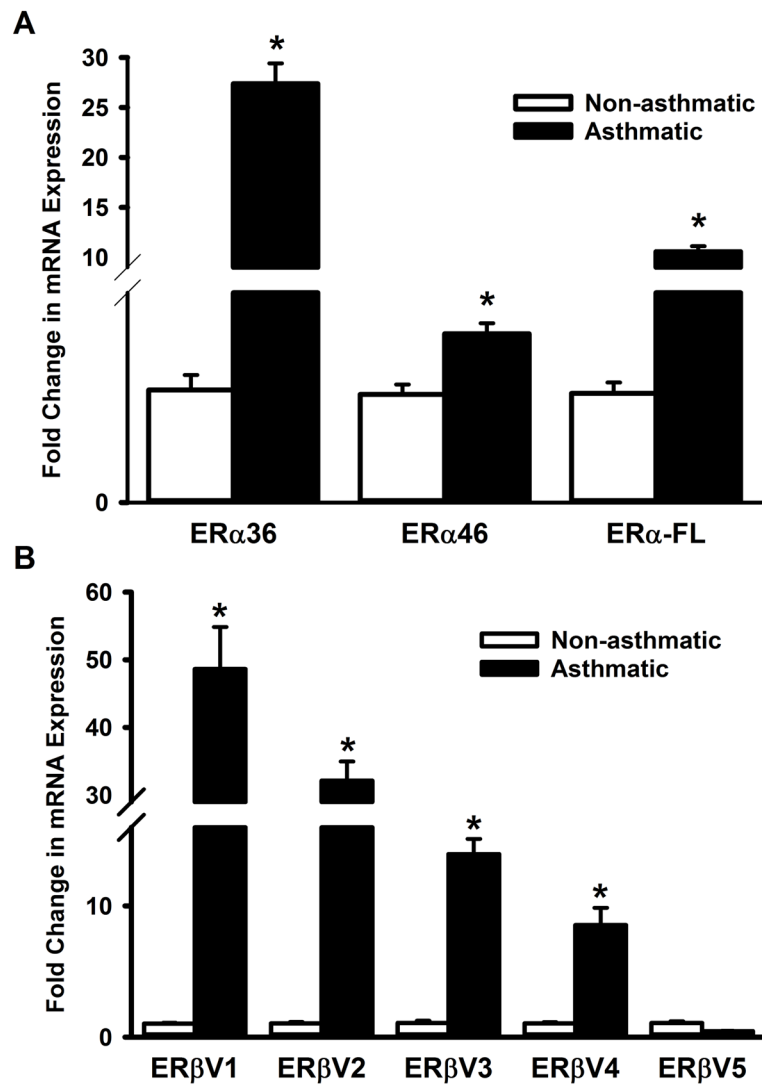 A
Fold Change in mRNA Expression
30
25
20
15
10
0
*
*
*
Non-asthmatic
Asthmatic
ERα36 ERα46 ERα-FL
B
Fold Change in mRNA Expression
60
50
40
30
10
0
*
*
*
*
Non-asthmatic
Asthmatic
ERβV1 ERβV2 ERβV3 ERβV4 ERβV5